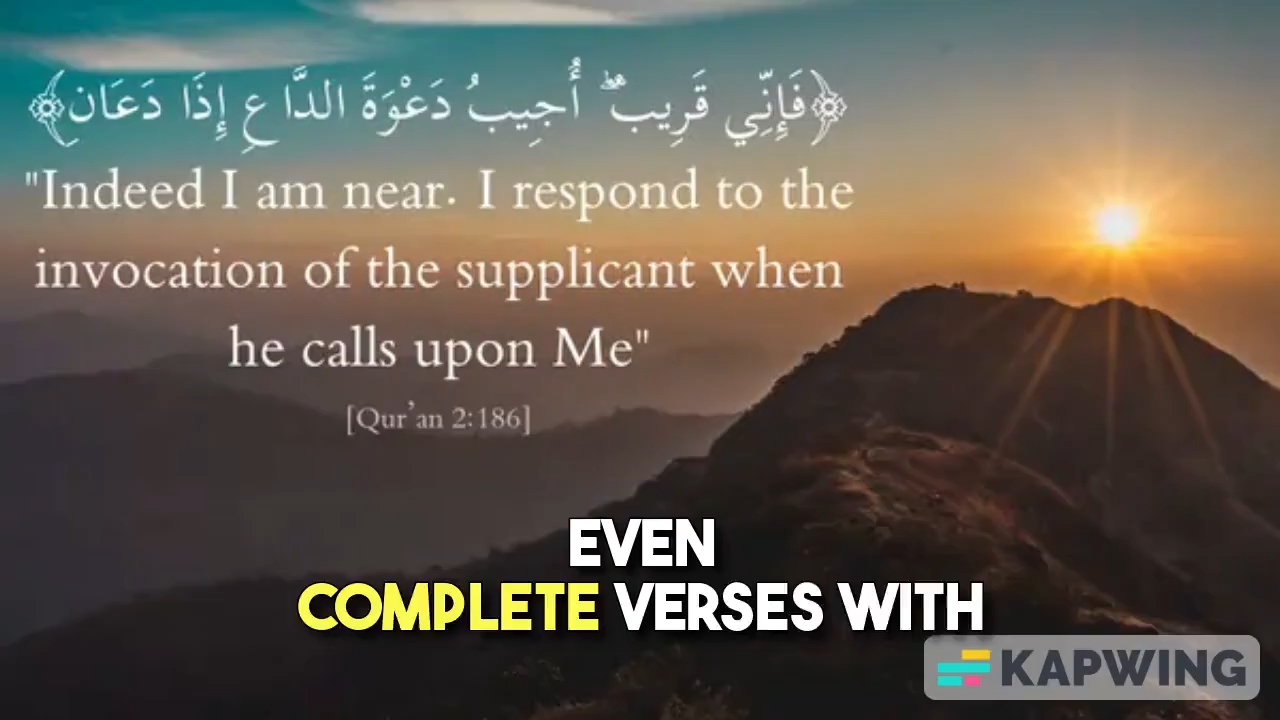 ﴿فَإِنِّي قَرِيبٌ ۖ أُجِيبُ دَعْوَةَ الدَّاعِ إِذَا دَعَانِ﴾
"Indeed I am near. I respond to the
invocation of the supplicant when
he calls upon Me"
[Qur'an 2:186]
EVEN
COMPLETE VERSES WITH
KAPWING